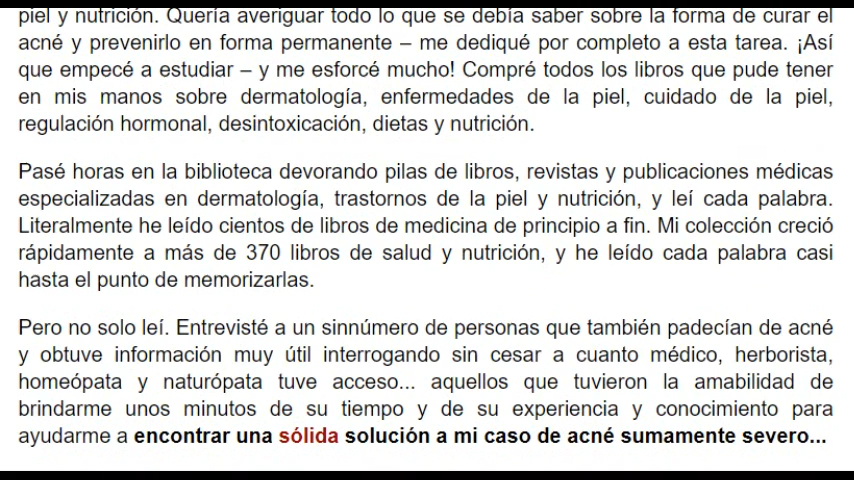 piel y nutrición. Quería averiguar todo lo que se debía saber sobre la forma de curar el
acné y prevenirlo en forma permanente – me dediqué por completo a esta tarea. ¡Así
que empecé a estudiar – y me esforcé mucho! Compré todos los libros que pude tener
en mis manos sobre dermatología, enfermedades de la piel, cuidado de la piel,
regulación hormonal, desintoxicación, dietas y nutrición.
Pasé horas en la biblioteca devorando pilas de libros, revistas y publicaciones médicas
especializadas en dermatología, trastornos de la piel y nutrición, y leí cada palabra.
Literalmente he leído cientos de libros de medicina de principio a fin. Mi colección creció
rápidamente a más de 370 libros de salud y nutrición, y he leído cada palabra casi
hasta el punto de memorizarlas.
Pero no solo leí. Entrevisté a un sinnúmero de personas que también padecían de acné
y obtuve información muy útil interrogando sin cesar a cuanto médico, herborista,
homeópata y naturópata tuve acceso... aquellos que tuvieron la amabilidad de
brindarme unos minutos de su tiempo y de su experiencia y conocimiento para
ayudarme a encontrar una sólida solución a mi caso de acné sumamente severo...